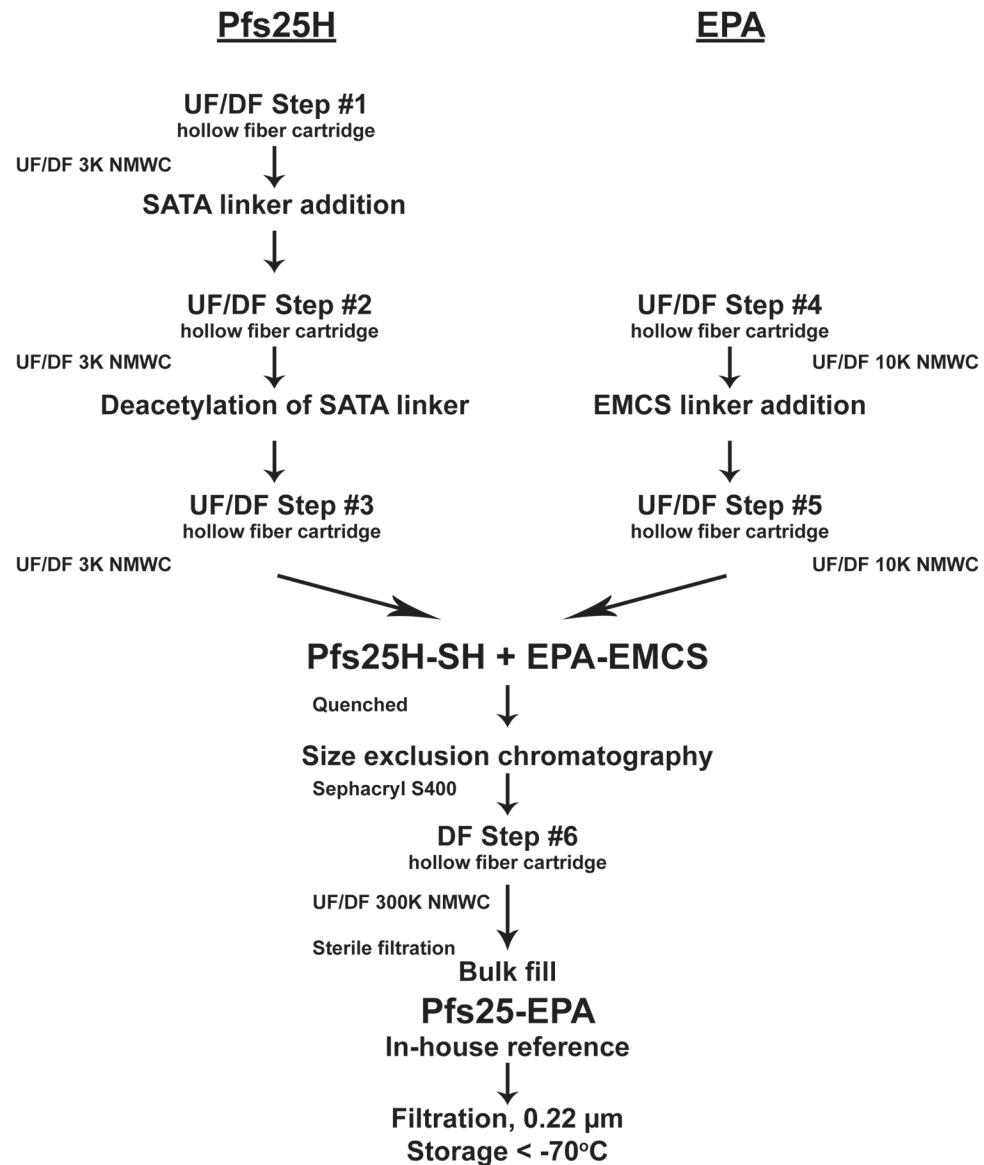 Pfs25H
EPA
UF/DF Step #1
hollow fiber cartridge
UF/DF 3K NMWC
SATA linker addition
UF/DF Step #2
hollow fiber cartridge
UF/DF 3K NMWC
Deacetylation of SATA linker
UF/DF Step #3
hollow fiber cartridge
UF/DF 3K NMWC
UF/DF Step #4
hollow fiber cartridge
UF/DF 10K NMWC
EMCS linker addition
UF/DF Step #5
hollow fiber cartridge
UF/DF 10K NMWC
Pfs25H-SH + EPA-EMCS
Quenched
Size exclusion chromatography
Sephacryl S400
DF Step #6
hollow fiber cartridge
UF/DF 300K NMWC
Sterile filtration
Bulk fill
Pfs25-EPA
In-house reference
Filtration, 0.22 µm
Storage < -70ºC